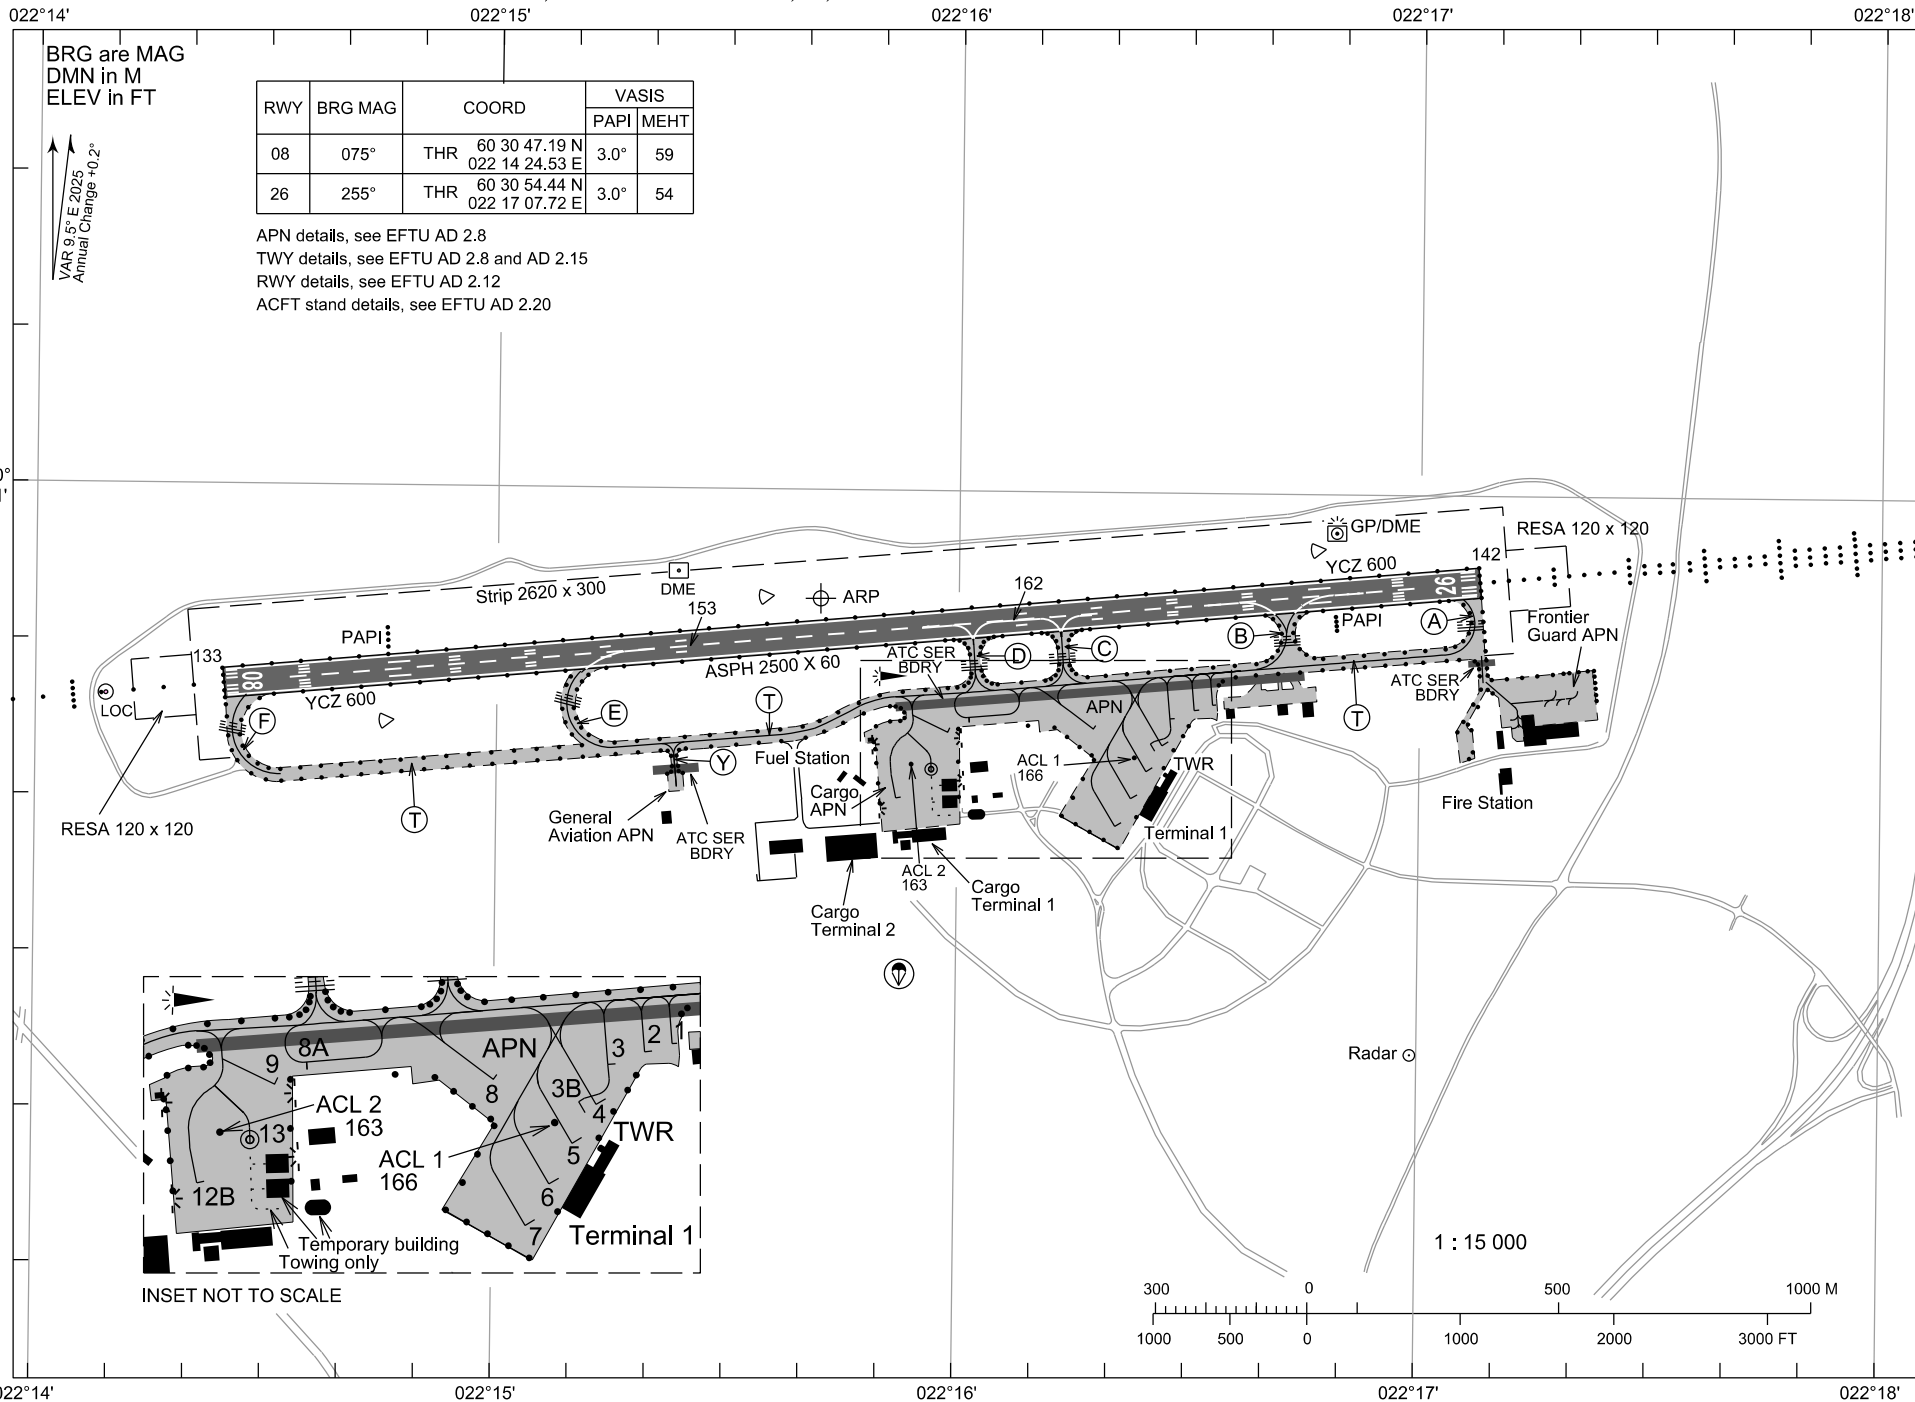 022°14'
022°15'
022°16'
022°17'
022°18'
BRG are MAG
DMN in M
ELEV in FT
VAR 9.5° E 2025
Annual Change +0.2°
RWY BRG MAG COORD VASIS
PAPI MEHT
08 075° THR 60 30 47.19 N 3.0° 59
022 14 24.53 E
26 255° THR 60 30 54.44 N 3.0° 54
022 17 07.72 E
APN details, see EFTU AD 2.8
TWY details, see EFTU AD 2.8 and AD 2.15
RWY details, see EFTU AD 2.12
ACFT stand details, see EFTU AD 2.20
GP/DME
RESA 120 x 120
142
YCZ 600
26
Strip 2620 x 300
DME
ARP
162
153
PAPI
PAPI
A
B
C
D
Frontier
Guard APN
133
08
YCZ 600
ASPH 2500 X 60
ATC SER
BDRY
ATC SER
BDRY
LOC
F
E
T
T
APN
Y
Fuel Station
ACL 1
166
TWR
Cargo
APN
Fire Station
T
RESA 120 x 120
General
Aviation APN
ATC SER
BDRY
Terminal 1
ACL 2
163
Cargo
Terminal 1
Cargo
Terminal 2
8A
APN
3
2
1
9
8
3B
4
ACL 2
163
13
TWR
ACL 1
166
5
12B
6
7
Terminal 1
Temporary building
Towing only
INSET NOT TO SCALE
Radar
1 : 15 000
300 0 500 1000 M
1000 500 0 1000 2000 3000 FT
022°14'
022°15'
022°16'
022°17'
022°18'